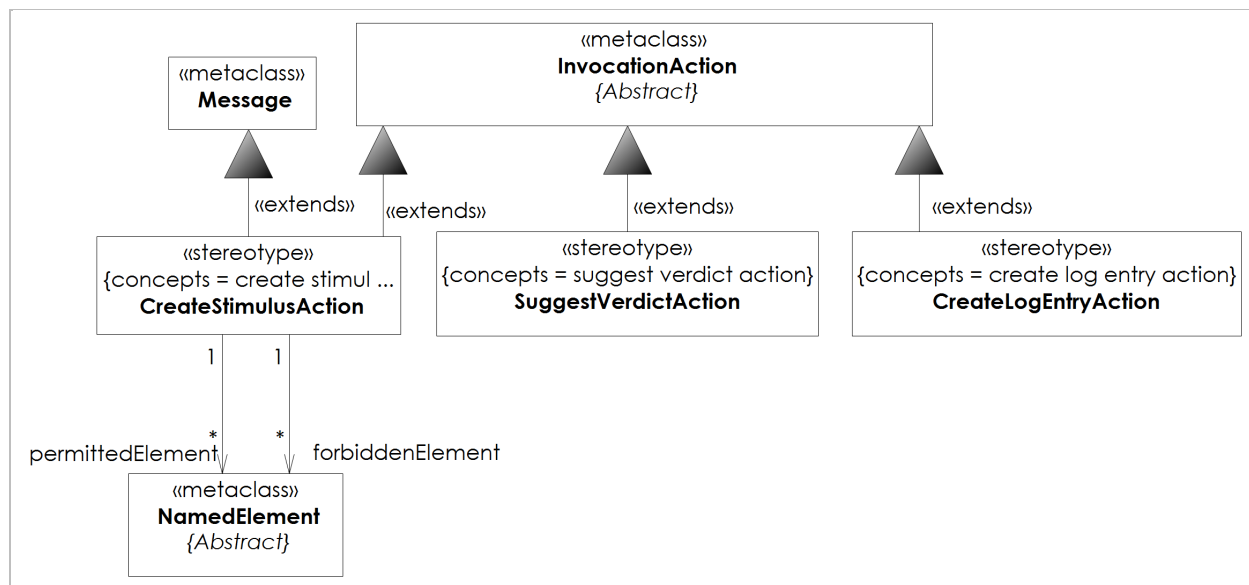 «metaclass»
Message
«metaclass»
InvocationAction
{Abstract}
«extends»
«extends»
«extends»
«extends»
«stereotype»
{concepts = create stimul ...
CreateStimulusAction
«stereotype»
{concepts = suggest verdict action}
SuggestVerdictAction
«stereotype»
{concepts = create log entry action}
CreateLogEntryAction
1
1
*
*
permittedElement
forbiddenElement
«metaclass»
NamedElement
{Abstract}